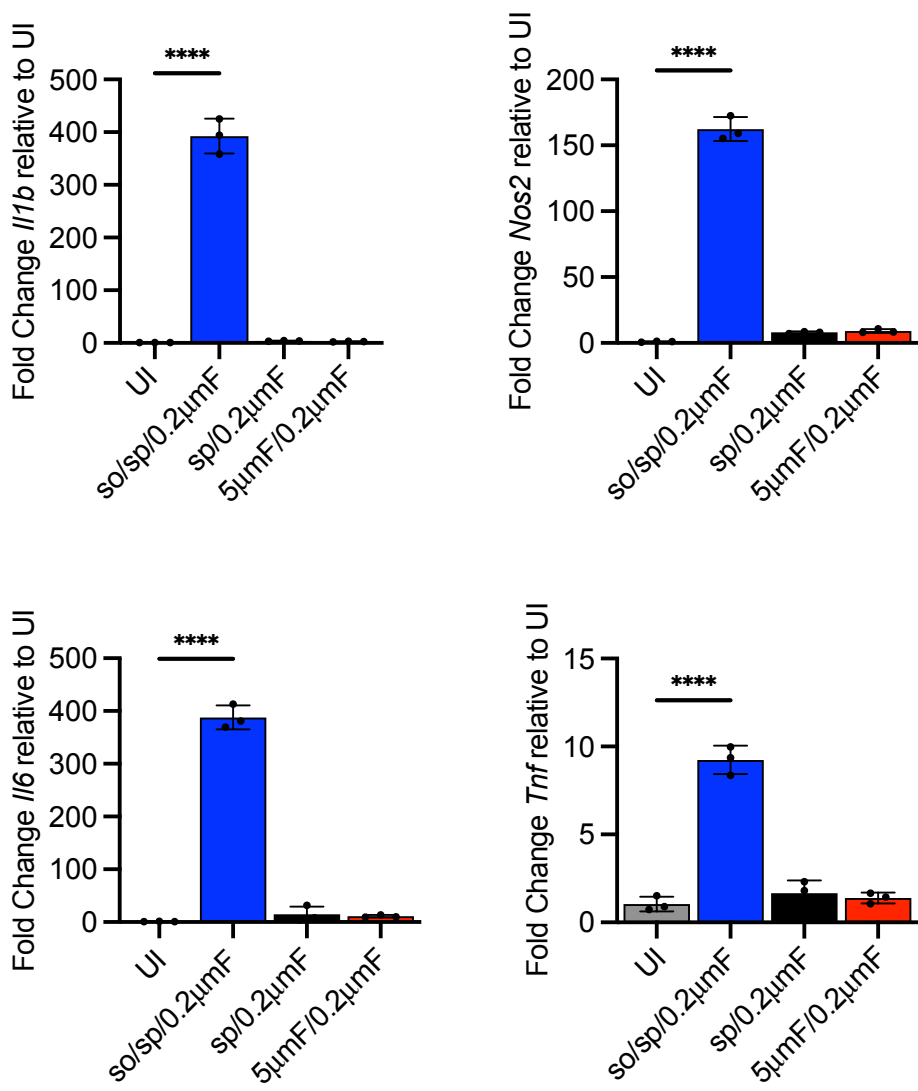 Fold Change Il1b relative to UI
****
500
400
300
200
100
0
UI
so/sp/0.2µmF
sp/0.2µmF
5µmF/0.2µmF
Fold Change Nos2 relative to UI
****
200
150
100
50
0
UI
so/sp/0.2µmF
sp/0.2µmF
5µmF/0.2µmF
Fold Change Il6 relative to UI
****
500
400
300
200
100
0
UI
so/sp/0.2µmF
sp/0.2µmF
5µmF/0.2µmF
Fold Change Tnf relative to UI
****
15
10
5
0
UI
so/sp/0.2µmF
sp/0.2µmF
5µmF/0.2µmF